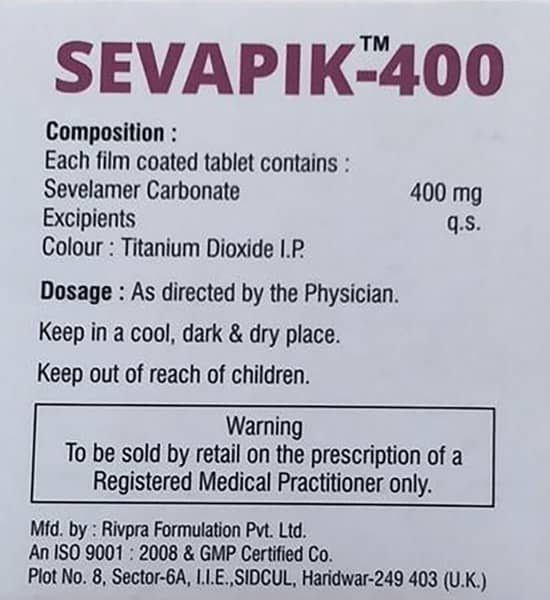 SEVAPIK™-400
Composition :
Each film coated tablet contains :
Sevelamer Carbonate 400 mg
Excipients q.s.
Colour : Titanium Dioxide I.P.
Dosage : As directed by the Physician.
Keep in a cool, dark & dry place.
Keep out of reach of children.
Warning
To be sold by retail on the prescription of a
Registered Medical Practitioner only.
Mfd. by : Rivpra Formulation Pvt. Ltd.
An ISO 9001 : 2008 & GMP Certified Co.
Plot No. 8, Sector-6A, I.I.E.,SIDCUL, Haridwar-249 403 (U.K.)